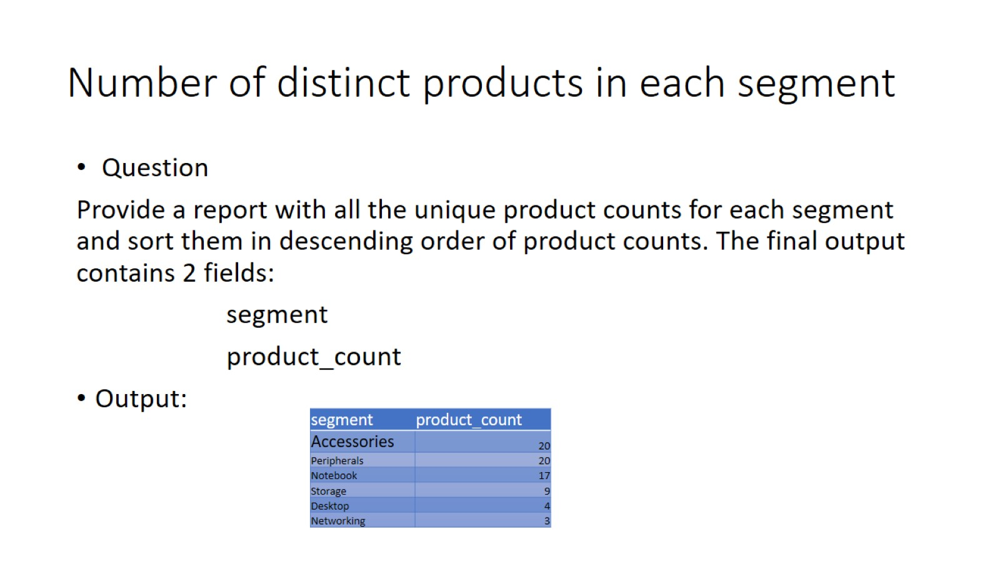 Number of distinct products in each segment
• Question
Provide a report with all the unique product counts for each segment
and sort them in descending order of product counts. The final output
contains 2 fields:
segment
product_count
• Output:
segment product_count
Accessories 20
Peripherals 20
Notebook 17
Storage 9
Desktop 4
Networking 3